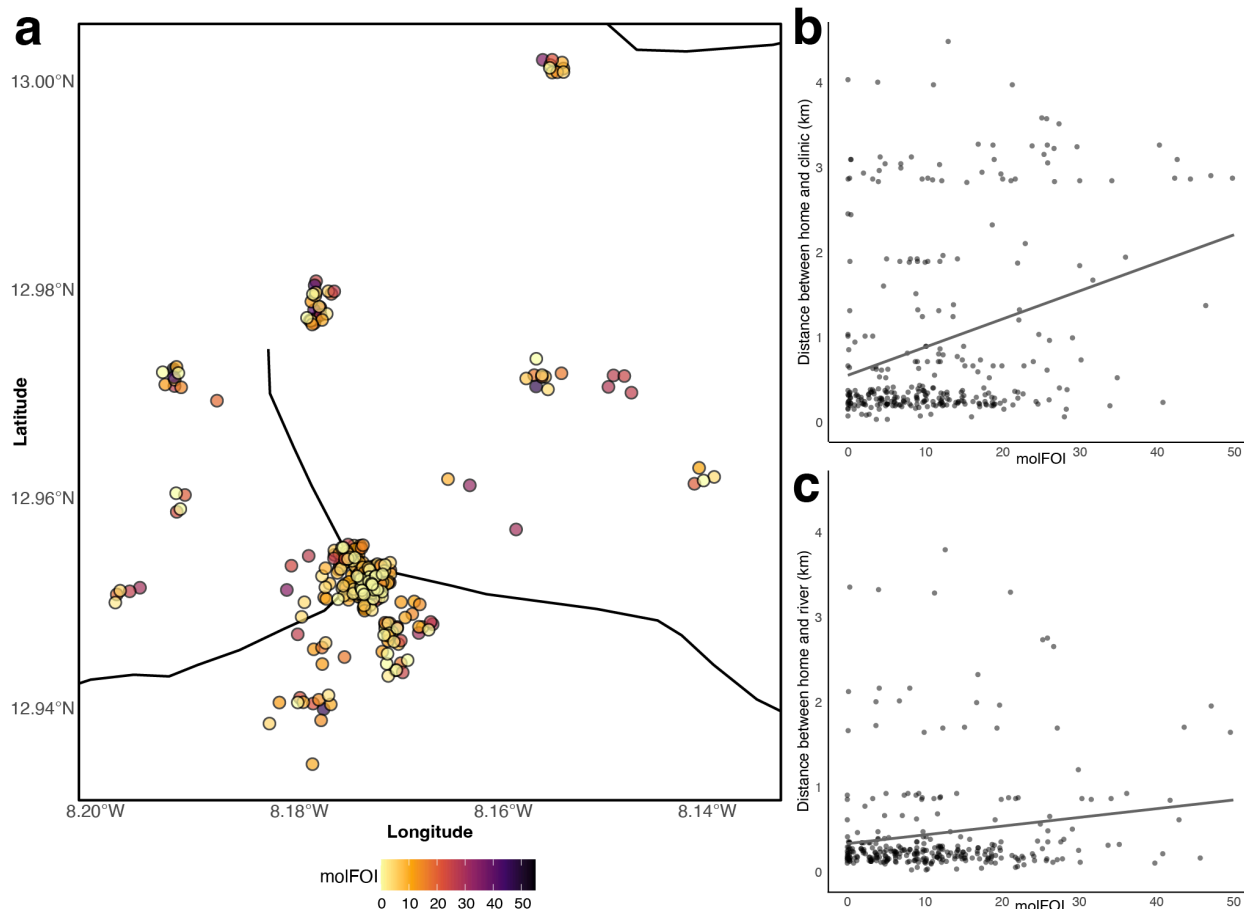 a
13.00°N
12.98°N
12.96°N
12.94°N
Latitude
8.20°W
8.18°W
8.16°W
8.14°W
Longitude
molFOI
0 10 20 30 40 50
b
Distance between home and clinic (km)
4
3
2
1
0
0 10 20 30 40 50
molFOI
c
Distance between home and river (km)
4
3
2
1
0
0 10 20 30 40 50
molFOI